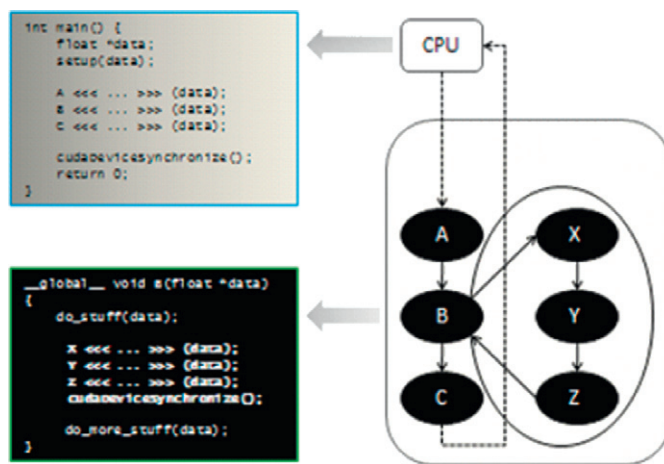 int main() {
float *data;
setup(data);
A <<< ... >>> (data);
B <<< ... >>> (data);
C <<< ... >>> (data);
cudaDeviceSynchronize();
return 0;
}
__global__ void B(float *data)
{
do_stuff(data);
X <<< ... >>> (data);
Y <<< ... >>> (data);
Z <<< ... >>> (data);
cudaDeviceSynchronize();
do_more_stuff(data);
}
CPU
A
X
B
Y
C
Z